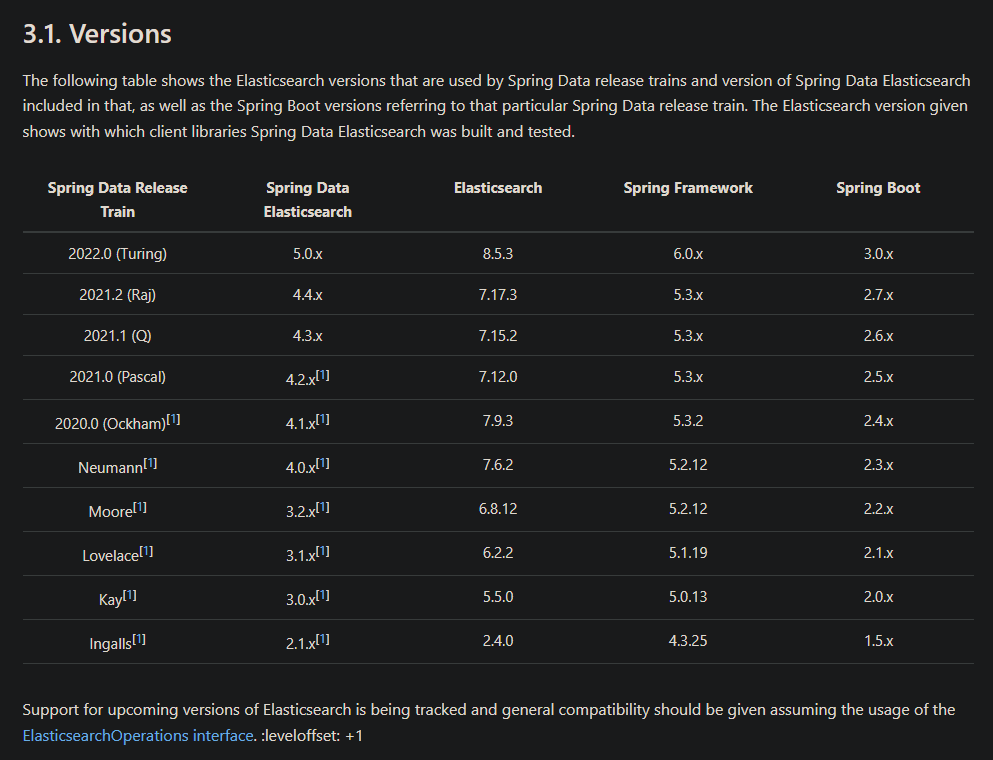 3.1. Versions
The following table shows the Elasticsearch versions that are used by Spring Data release trains and version of Spring Data Elasticsearch
included in that, as well as the Spring Boot versions referring to that particular Spring Data release train. The Elasticsearch version given
shows with which client libraries Spring Data Elasticsearch was built and tested.
Spring Data Release Train Spring Data Elasticsearch Elasticsearch Spring Framework Spring Boot
2022.0 (Turing) 5.0.x 8.5.3 6.0.x 3.0.x
2021.2 (Raj) 4.4.x 7.17.3 5.3.x 2.7.x
2021.1 (Q) 4.3.x 7.15.2 5.3.x 2.6.x
2021.0 (Pascal) 4.2.x[1] 7.12.0 5.3.x 2.5.x
2020.0 (Ockham)[1] 4.1.x[1] 7.9.3 5.3.2 2.4.x
Neumann[1] 4.0.x[1] 7.6.2 5.2.12 2.3.x
Moore[1] 3.2.x[1] 6.8.12 5.2.12 2.2.x
Lovelace[1] 3.1.x[1] 6.2.2 5.1.19 2.1.x
Kay[1] 3.0.x[1] 5.5.0 5.0.13 2.0.x
Ingalls[1] 2.1.x[1] 2.4.0 4.3.25 1.5.x
Support for upcoming versions of Elasticsearch is being tracked and general compatibility should be given assuming the usage of the
ElasticsearchOperations interface. :leveloffset: +1